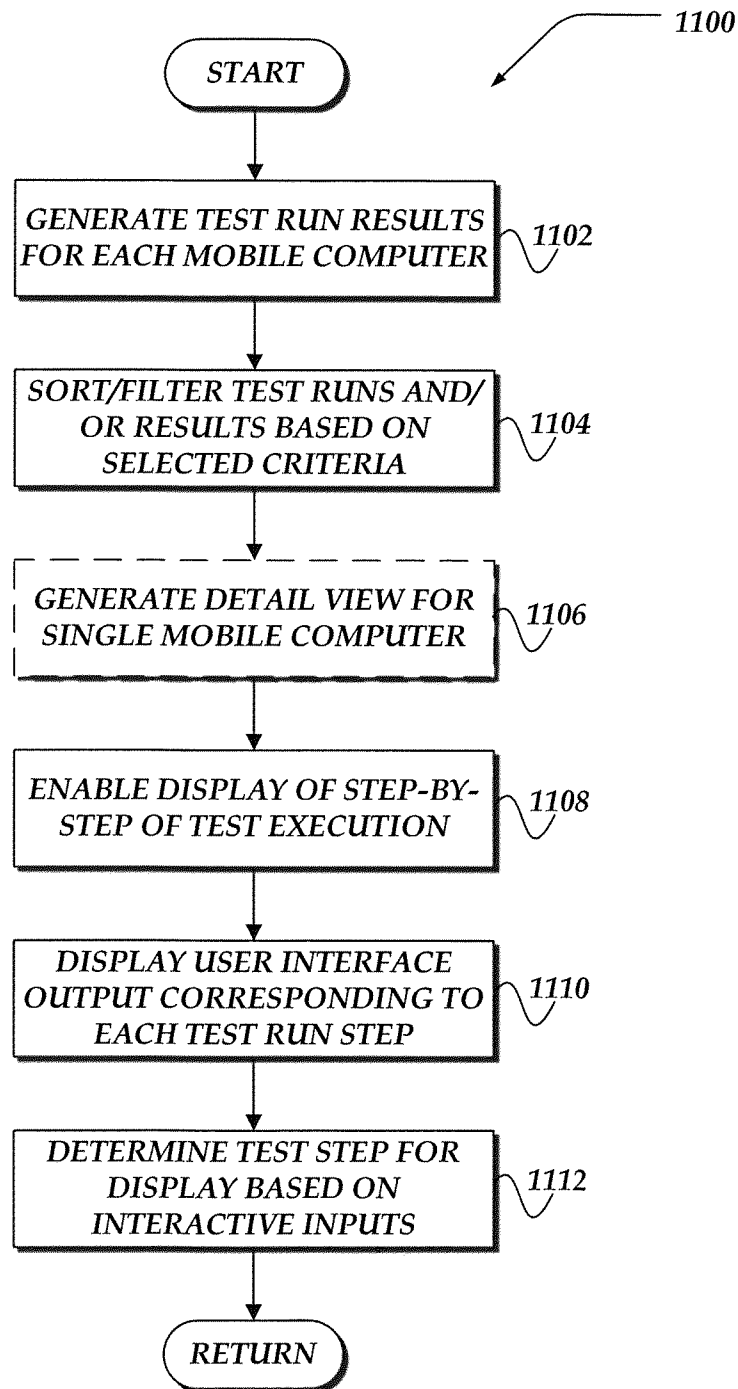 1100
START
GENERATE TEST RUN RESULTS
FOR EACH MOBILE COMPUTER
1102
SORT/FILTER TEST RUNS AND/
OR RESULTS BASED ON
SELECTED CRITERIA
1104
GENERATE DETAIL VIEW FOR
SINGLE MOBILE COMPUTER
1106
ENABLE DISPLAY OF STEP-BY-
STEP OF TEST EXECUTION
1108
DISPLAY USER INTERFACE
OUTPUT CORRESPONDING TO
EACH TEST RUN STEP
1110
DETERMINE TEST STEP FOR
DISPLAY BASED ON
INTERACTIVE INPUTS
1112
RETURN